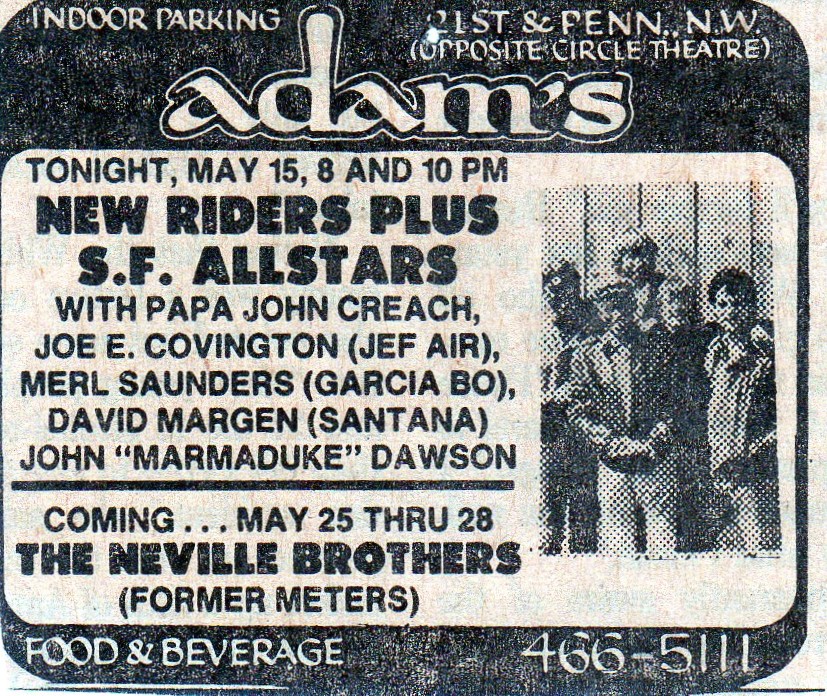 INDOOR PARKING
21ST & PENN., N.W.
(OPPOSITE CIRCLE THEATRE)
adam's
TONIGHT, MAY 15, 8 AND 10 PM
NEW RIDERS PLUS
S.F. ALLSTARS
WITH PAPA JOHN CREACH,
JOE E. COVINGTON (JEF AIR),
MERL SAUNDERS (GARCIA BO),
DAVID MARGEN (SANTANA)
JOHN “MARMADUKE” DAWSON
COMING . . . MAY 25 THRU 28
THE NEVILLE BROTHERS
(FORMER METERS)
FOOD & BEVERAGE
466-5111